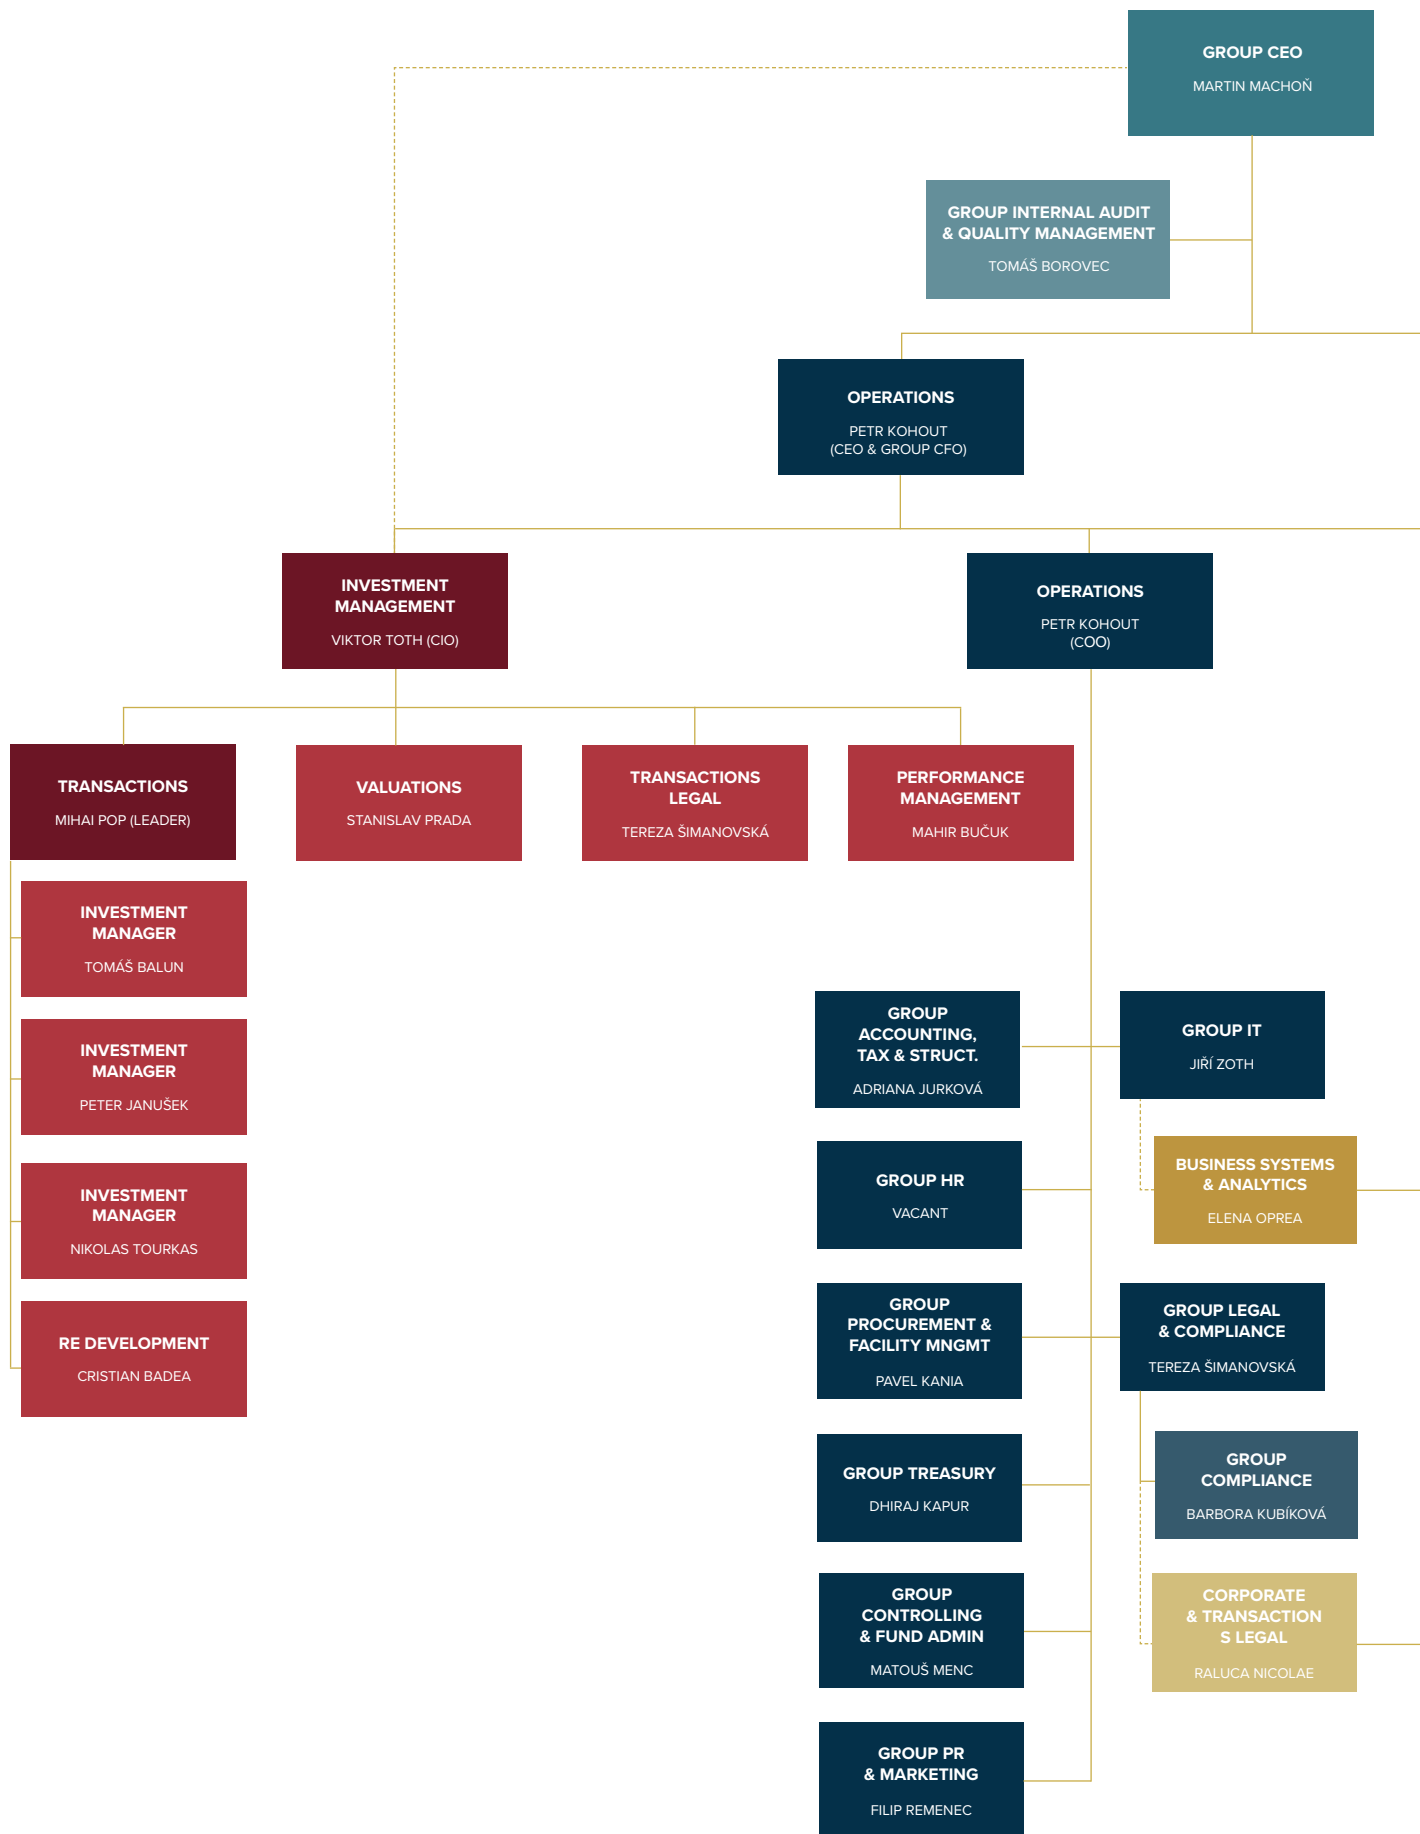 GROUP CEO
MARTIN MACHOŇ
GROUP INTERNAL AUDIT
& QUALITY MANAGEMENT
TOMÁŠ BOROVEC
OPERATIONS
PETR KOHOUT
(CEO & GROUP CFO)
INVESTMENT
MANAGEMENT
VIKTOR TOTH (CIO)
OPERATIONS
PETR KOHOUT
(COO)
TRANSACTIONS
MIHAI POP (LEADER)
VALUATIONS
STANISLAV PRADA
TRANSACTIONS
LEGAL
TEREZA ŠIMANOVSKÁ
PERFORMANCE
MANAGEMENT
MAHIR BUČUK
INVESTMENT
MANAGER
TOMÁŠ BALUN
INVESTMENT
MANAGER
PETER JANUŠEK
INVESTMENT
MANAGER
NIKOLAS TOURKAS
RE DEVELOPMENT
CRISTIAN BADEA
GROUP
ACCOUNTING,
TAX & STRUCT.
ADRIANA JURKOVÁ
GROUP IT
JIŘÍ ZOTH
GROUP HR
VACANT
BUSINESS SYSTEMS
& ANALYTICS
ELENA OPREA
GROUP
PROCUREMENT &
FACILITY MNGMT
PAVEL KANIA
GROUP LEGAL
& COMPLIANCE
TEREZA ŠIMANOVSKÁ
GROUP TREASURY
DHIRAJ KAPUR
GROUP
COMPLIANCE
BARBORA KUBÍKOVÁ
GROUP
CONTROLLING
& FUND ADMIN
MATOUŠ MENC
CORPORATE
& TRANSACTION
S LEGAL
RALUCA NICOLAE
GROUP PR
& MARKETING
FILIP REMENEC